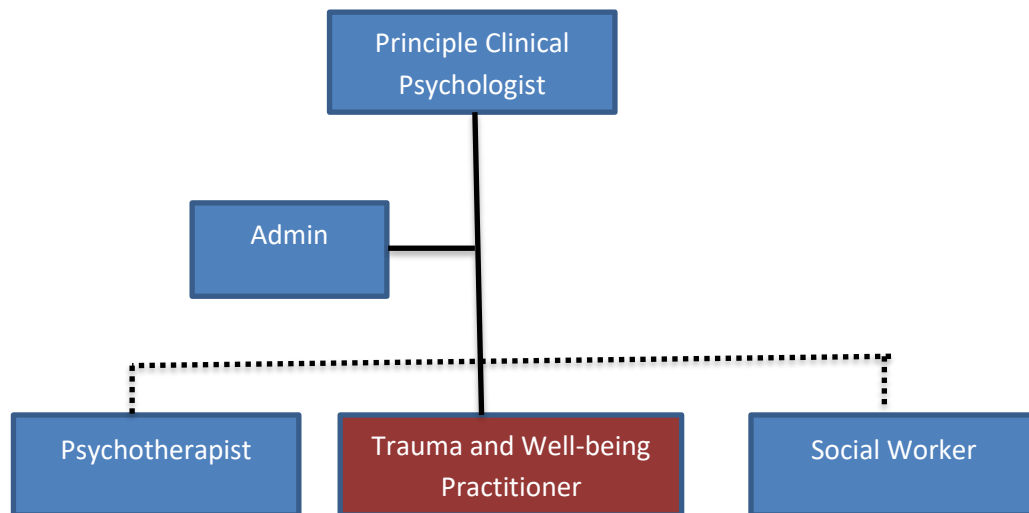 Principle Clinical
Psychologist
Admin
Psychotherapist
Trauma and Well-being
Practitioner
Social Worker